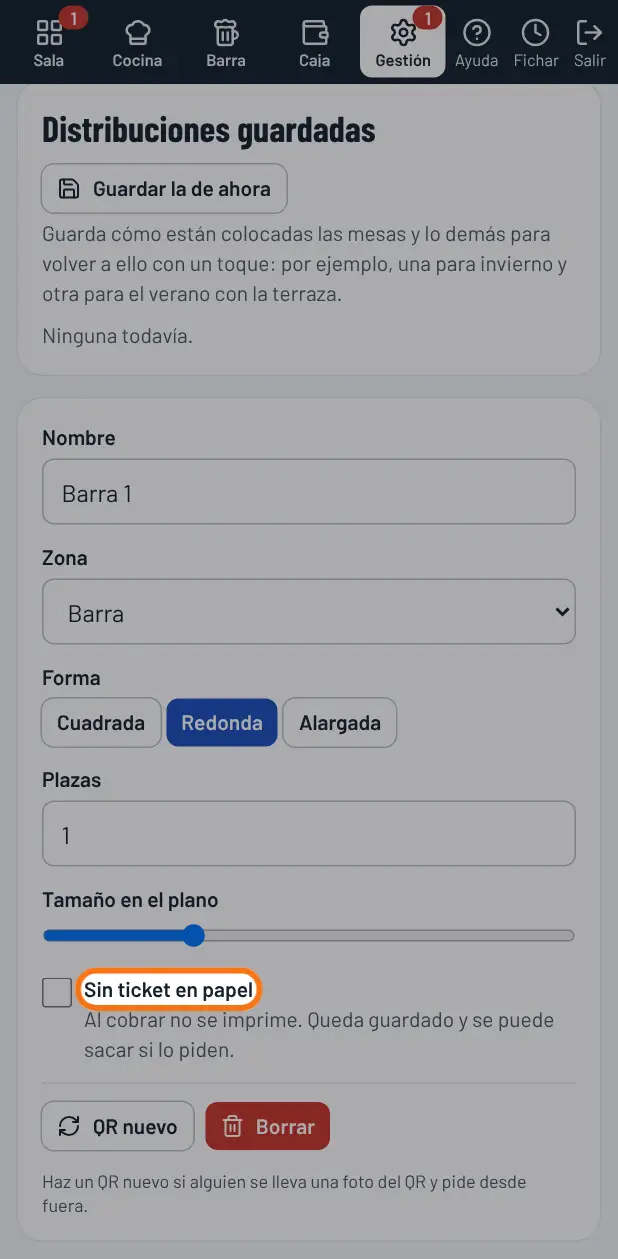 1
1
Sala
Cocina
Barra
Caja
Gestión
Ayuda
Fichar
Salir
Distribuciones guardadas
Guardar la de ahora
Guarda cómo están colocadas las mesas y lo demás para
volver a ello con un toque: por ejemplo, una para invierno y
otra para el verano con la terraza.
Ninguna todavía.
Nombre
Barra 1
Zona
Barra
Forma
Cuadrada
Redonda
Alargada
Plazas
1
Tamaño en el plano
Sin ticket en papel
Al cobrar no se imprime. Queda guardado y se puede
sacar si lo piden.
QR nuevo
Borrar
Haz un QR nuevo si alguien se lleva una foto del QR y pide desde
fuera.